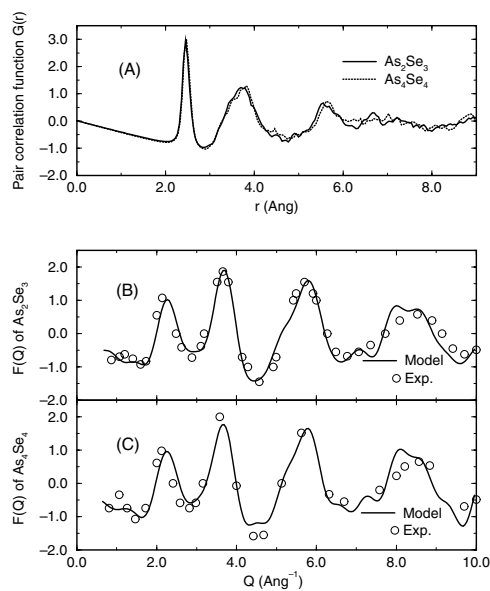 Pair correlation function G(r)
3.0
2.0
1.0
0.0
−1.0
−2.0
(A)
As2Se3
As4Se4
0.0 2.0 4.0 6.0 8.0
r (Ang)
F(Q) of As2Se3
2.0
1.0
0.0
−1.0
−2.0
(B)
Model
Exp.
F(Q) of As4Se4
2.0
1.0
0.0
−1.0
−2.0
(C)
Model
Exp.
0.0 2.0 4.0 6.0 8.0 10.0
Q (Ang⁻¹)